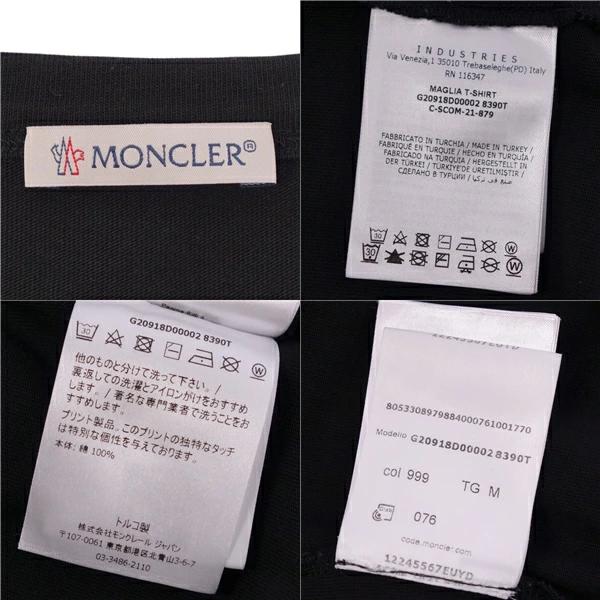 MONCLER®
INDUSTRIES
Via Venezia,1 35010 Trebaseleghe(PD) Italy
RN 116347
MAGLIA T-SHIRT
G20918D00002 8390T
C-SCOM-21-879
FABBRICATO IN TURCHIA / MADE IN TURKEY /
FABRIQUÉ EN TURQUIE / HECHO EN TURQUÍA/
FABRICADO NA TURQUIA / HERGESTELLT IN
DER TÜRKEI / TÜRKIYE'DE ÜRETILMIŞTIR /
СДЕЛАНО В ТУРЦИИ / صنع في تركيا
30
W
30
W
G20918D00002 8390T
30
W
他のものと分けて洗って下さい。/
裏返しての洗濯とアイロンがけをおすすめ
します。/ 著名な専門業者で洗うことをお
すすめします。
プリント製品。このプリントの独特なタッチ
は特別な個性を与えております。
本体: 綿 100%
トルコ製
株式会社モンクレール ジャパン
〒107-0061 東京都港区北青山3-6-7
03-3486-2110
12245567EUYD
8053308979884000761001770
Modello G20918D00002 8390T
col 999
TG M
076
code.moncler.com
12245567EUYD